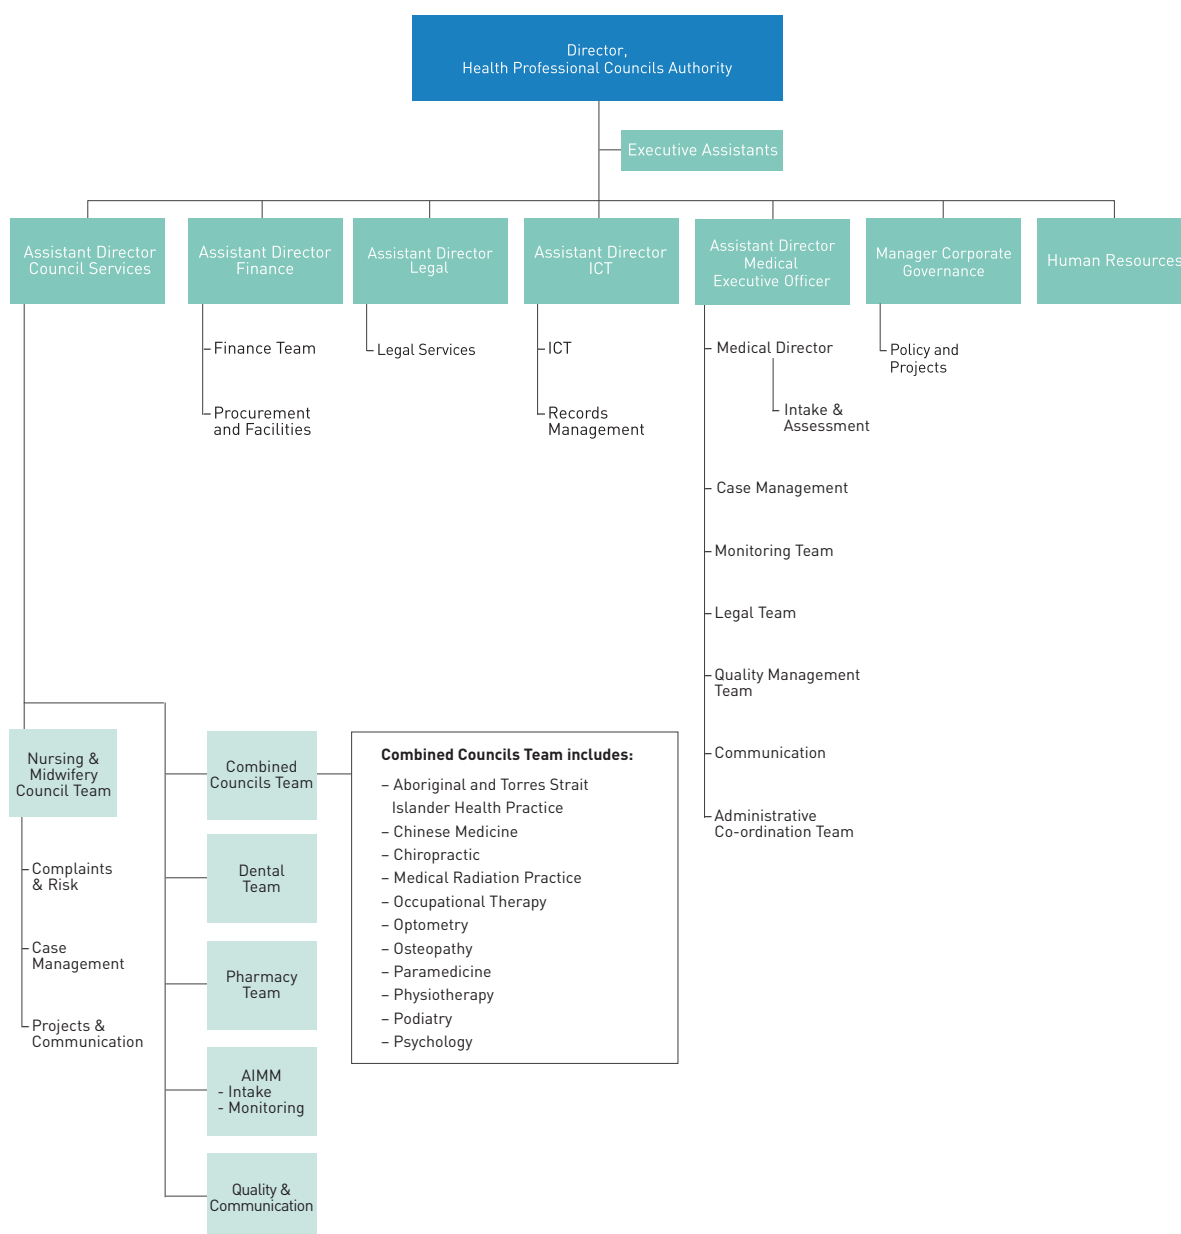 Director,
Health Professional Councils Authority
Executive Assistants
Assistant Director
Council Services
Assistant Director
Finance
Assistant Director
Legal
Assistant Director
ICT
Assistant Director
Medical
Executive Officer
Manager Corporate
Governance
Human Resources
Finance Team
Procurement
and Facilities
Legal Services
ICT
Records
Management
Medical Director
Intake &
Assessment
Case Management
Monitoring Team
Legal Team
Quality Management
Team
Communication
Administrative
Co-ordination Team
Policy and
Projects
Nursing &
Midwifery
Council Team
Complaints
& Risk
Case
Management
Projects &
Communication
Combined
Councils Team
Dental
Team
Pharmacy
Team
AIMM
- Intake
- Monitoring
Quality &
Communication
Combined Councils Team includes:
– Aboriginal and Torres Strait
Islander Health Practice
– Chinese Medicine
– Chiropractic
– Medical Radiation Practice
– Occupational Therapy
– Optometry
– Osteopathy
– Paramedicine
– Physiotherapy
– Podiatry
– Psychology